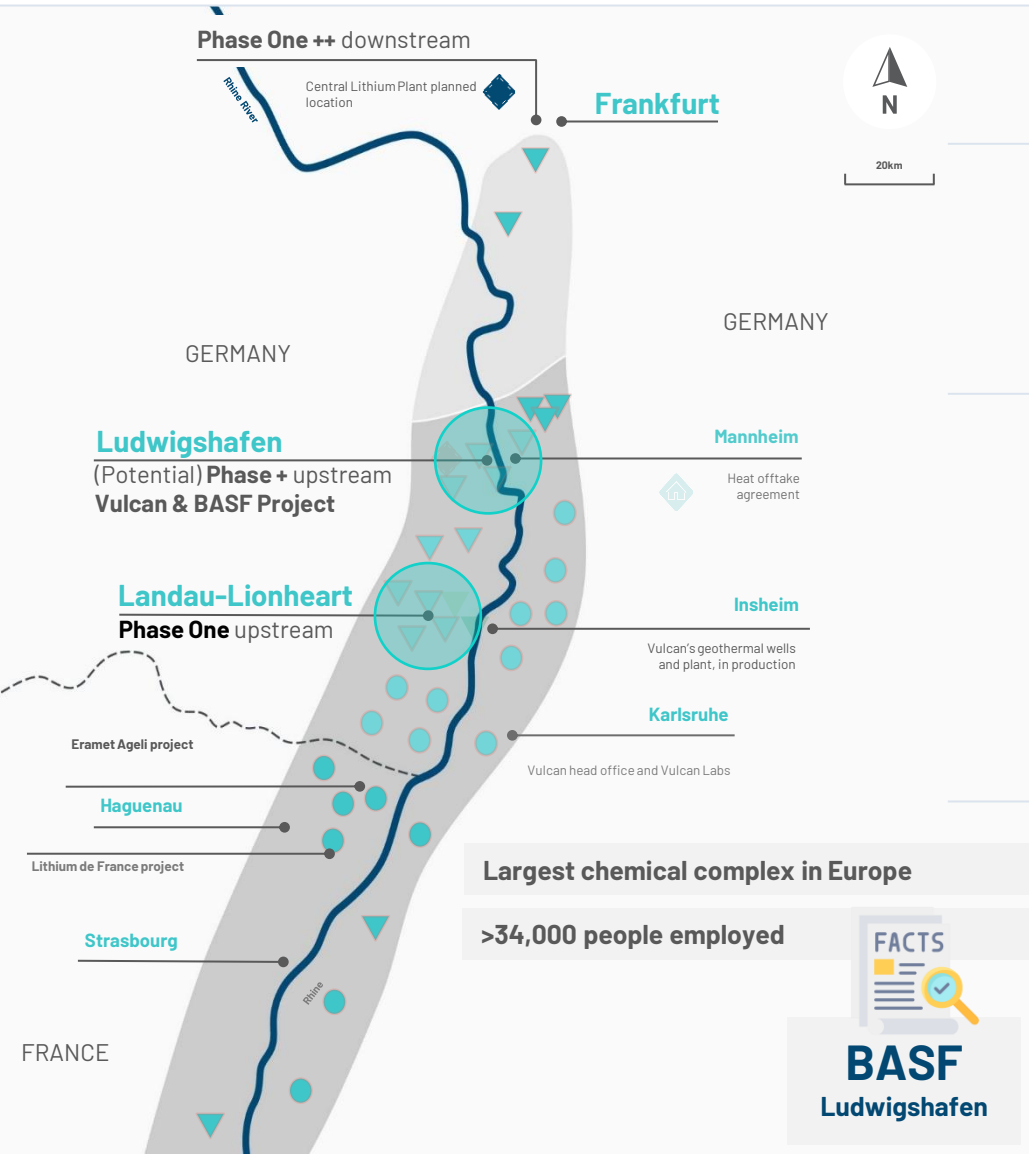 Phase One ++ downstream
Rhine River
Central Lithium Plant planned
location
Frankfurt
N
20km
GERMANY
GERMANY
Ludwigshafen
(Potential) Phase + upstream
Vulcan & BASF Project
Mannheim
Heat offtake
agreement
Landau-Lionheart
Phase One upstream
Insheim
Vulcan's geothermal wells
and plant, in production
Karlsruhe
Vulcan head office and Vulcan Labs
Eramet Ageli project
Haguenau
Lithium de France project
Largest chemical complex in Europe
>34,000 people employed
Strasbourg
Rhine
FRANCE
FACTS
BASF
Ludwigshafen